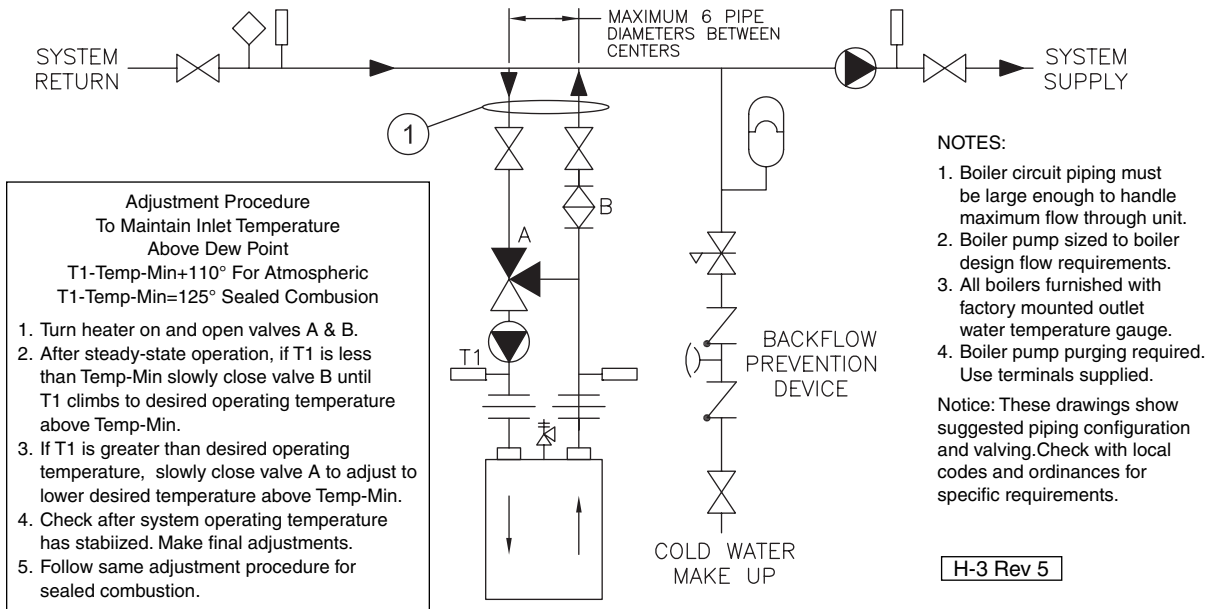 MAXIMUM 6 PIPE
DIAMETERS BETWEEN
CENTERS
SYSTEM
RETURN
SYSTEM
SUPPLY
1
Adjustment Procedure
To Maintain Inlet Temperature
Above Dew Point
T1-Temp-Min+110° For Atmospheric
T1-Temp-Min=125° Sealed Combusion
1. Turn heater on and open valves A & B.
2. After steady-state operation, if T1 is less
than Temp-Min slowly close valve B until
T1 climbs to desired operating temperature
above Temp-Min.
3. If T1 is greater than desired operating
temperature, slowly close valve A to adjust to
lower desired temperature above Temp-Min.
4. Check after system operating temperature
has stabiized. Make final adjustments.
5. Follow same adjustment procedure for
sealed combustion.
B
A
T1
BACKFLOW
PREVENTION
DEVICE
COLD WATER
MAKE UP
NOTES:
1. Boiler circuit piping must
be large enough to handle
maximum flow through unit.
2. Boiler pump sized to boiler
design flow requirements.
3. All boilers furnished with
factory mounted outlet
water temperature gauge.
4. Boiler pump purging required.
Use terminals supplied.
Notice: These drawings show
suggested piping configuration
and valving.Check with local
codes and ordinances for
specific requirements.
H-3 Rev 5